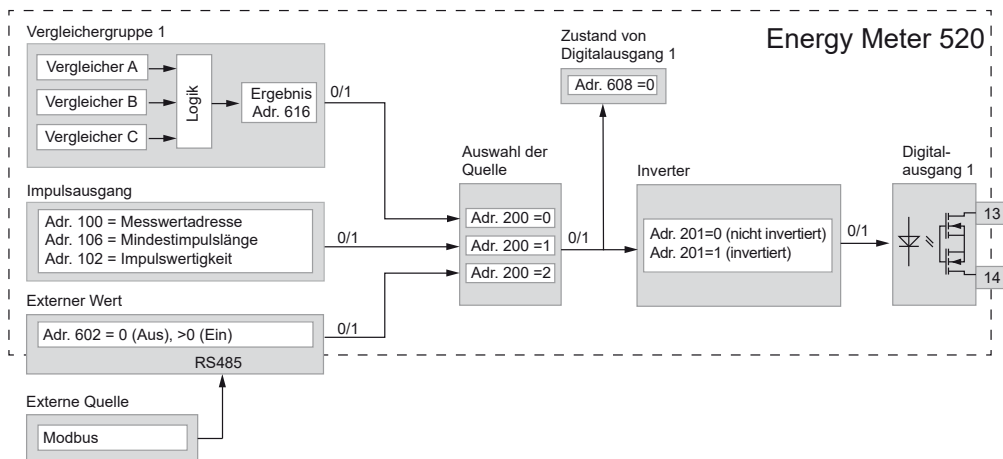 Energy Meter 520
Vergleichergruppe 1
Vergleicher A
Vergleicher B
Vergleicher C
Logik
Ergebnis
Adr. 616
0/1
Impulsausgang
Adr. 100 = Messwertadresse
Adr. 106 = Mindestimpulslänge
Adr. 102 = Impulswertigkeit
0/1
Externer Wert
Adr. 602 = 0 (Aus), >0 (Ein)
RS485
0/1
Externe Quelle
Modbus
Auswahl der
Quelle
Adr. 200 =0
Adr. 200 =1
Adr. 200 =2
0/1
Zustand von
Digitalausgang 1
Adr. 608 =0
Inverter
Adr. 201=0 (nicht invertiert)
Adr. 201=1 (invertiert)
0/1
Digital-
ausgang 1
13
14